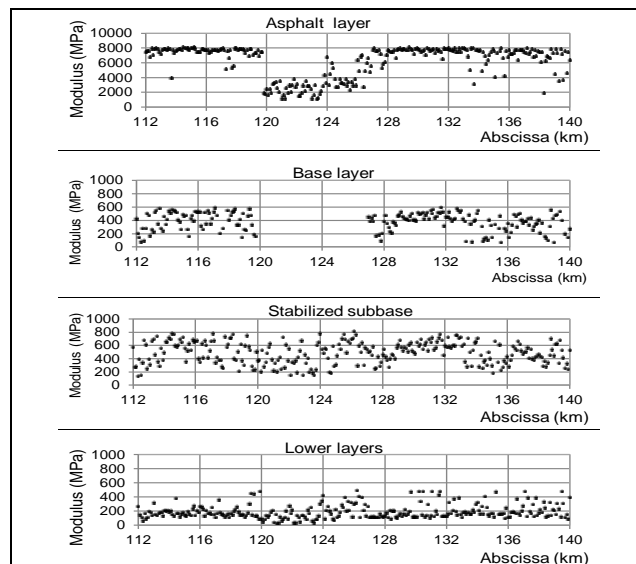 Asphalt layer
Modulus (MPa)
10000
8000
6000
4000
2000
0
112 116 120 124 128 132 136 140
Abscissa (km)
Base layer
Modulus (MPa)
1000
800
600
400
200
0
112 116 120 124 128 132 136 140
Abscissa (km)
Stabilized subbase
Modulus (MPa)
1000
800
600
400
200
0
112 116 120 124 128 132 136 140
Abscissa (km)
Lower layers
Modulus (MPa)
1000
800
600
400
200
0
112 116 120 124 128 132 136 140
Abscissa (km)